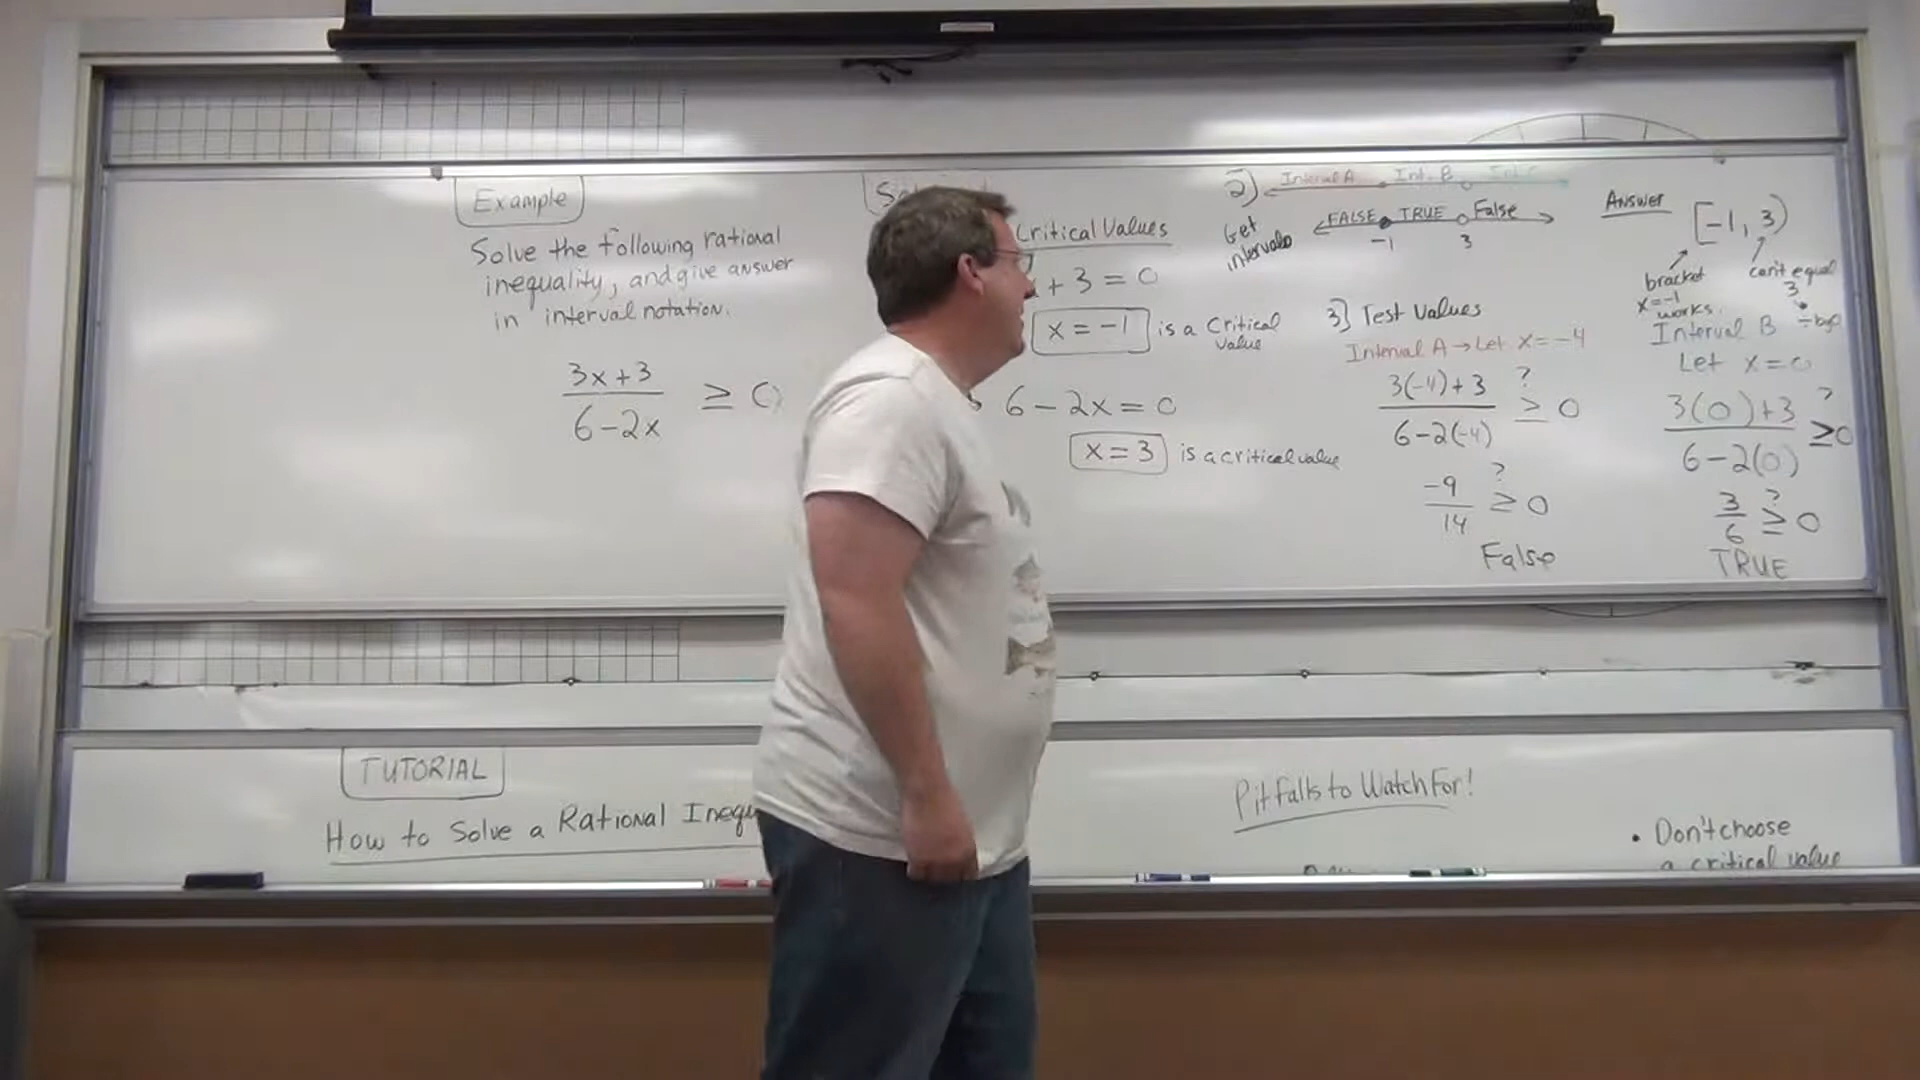 Example
Solve the following rational
inequality, and give answer
in interval notation.
3x+3
6-2x
≥ 0
Critical Values
+ 3 = 0
x = -1 is a Critical
Value
6-2x = 0
x = 3 is a critical value
2)
Get
intervals
Interval A Int. B
FALSE TRUE False
-1 3
3) Test Values
Interval A → Let x = -4
3(-4)+3
6-2(-4)
? ≥ 0
-9
14
? ≥ 0
False
Answer
[-1, 3)
bracket
x=-1
works.
can't equal
3
÷ by 0
Interval B
Let x = 0
3(0)+3
6-2(0)
? ≥0
3
6
? ≥ 0
TRUE
TUTORIAL
How to Solve a Rational Inequ
Pitfalls to Watch For!
• Don't choose
a critical value